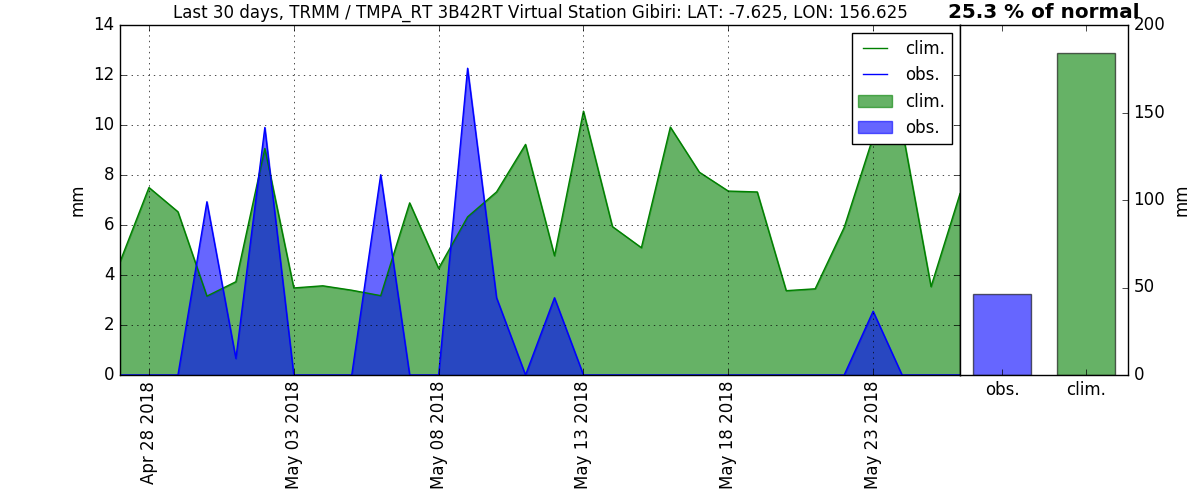 Last 30 days, TRMM / TMPA_RT 3B42RT Virtual Station Gibiri: LAT: -7.625, LON: 156.625
25.3 % of normal
14
12
10
8
6
4
2
0
mm
clim.
obs.
clim.
obs.
Apr 28 2018
May 03 2018
May 08 2018
May 13 2018
May 18 2018
May 23 2018
200
150
100
50
0
mm
obs.
clim.